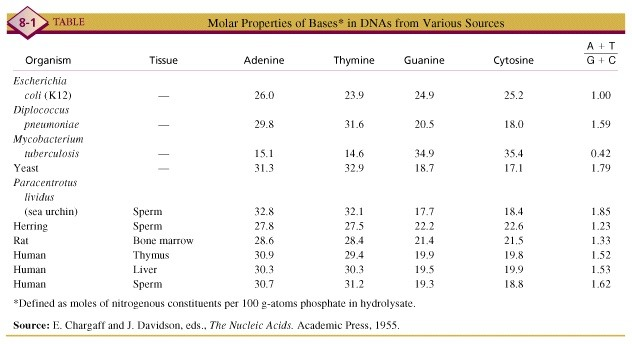 8-1 TABLE Molar Properties of Bases* in DNAs from Various Sources
Organism Tissue Adenine Thymine Guanine Cytosine A + T / G + C
Escherichia
coli (K12) — 26.0 23.9 24.9 25.2 1.00
Diplococcus
pneumoniae — 29.8 31.6 20.5 18.0 1.59
Mycobacterium
tuberculosis — 15.1 14.6 34.9 35.4 0.42
Yeast — 31.3 32.9 18.7 17.1 1.79
Paracentrotus
lividus
(sea urchin) Sperm 32.8 32.1 17.7 18.4 1.85
Herring Sperm 27.8 27.5 22.2 22.6 1.23
Rat Bone marrow 28.6 28.4 21.4 21.5 1.33
Human Thymus 30.9 29.4 19.9 19.8 1.52
Human Liver 30.3 30.3 19.5 19.9 1.53
Human Sperm 30.7 31.2 19.3 18.8 1.62
*Defined as moles of nitrogenous constituents per 100 g-atoms phosphate in hydrolysate.
Source: E. Chargaff and J. Davidson, eds., The Nucleic Acids. Academic Press, 1955.